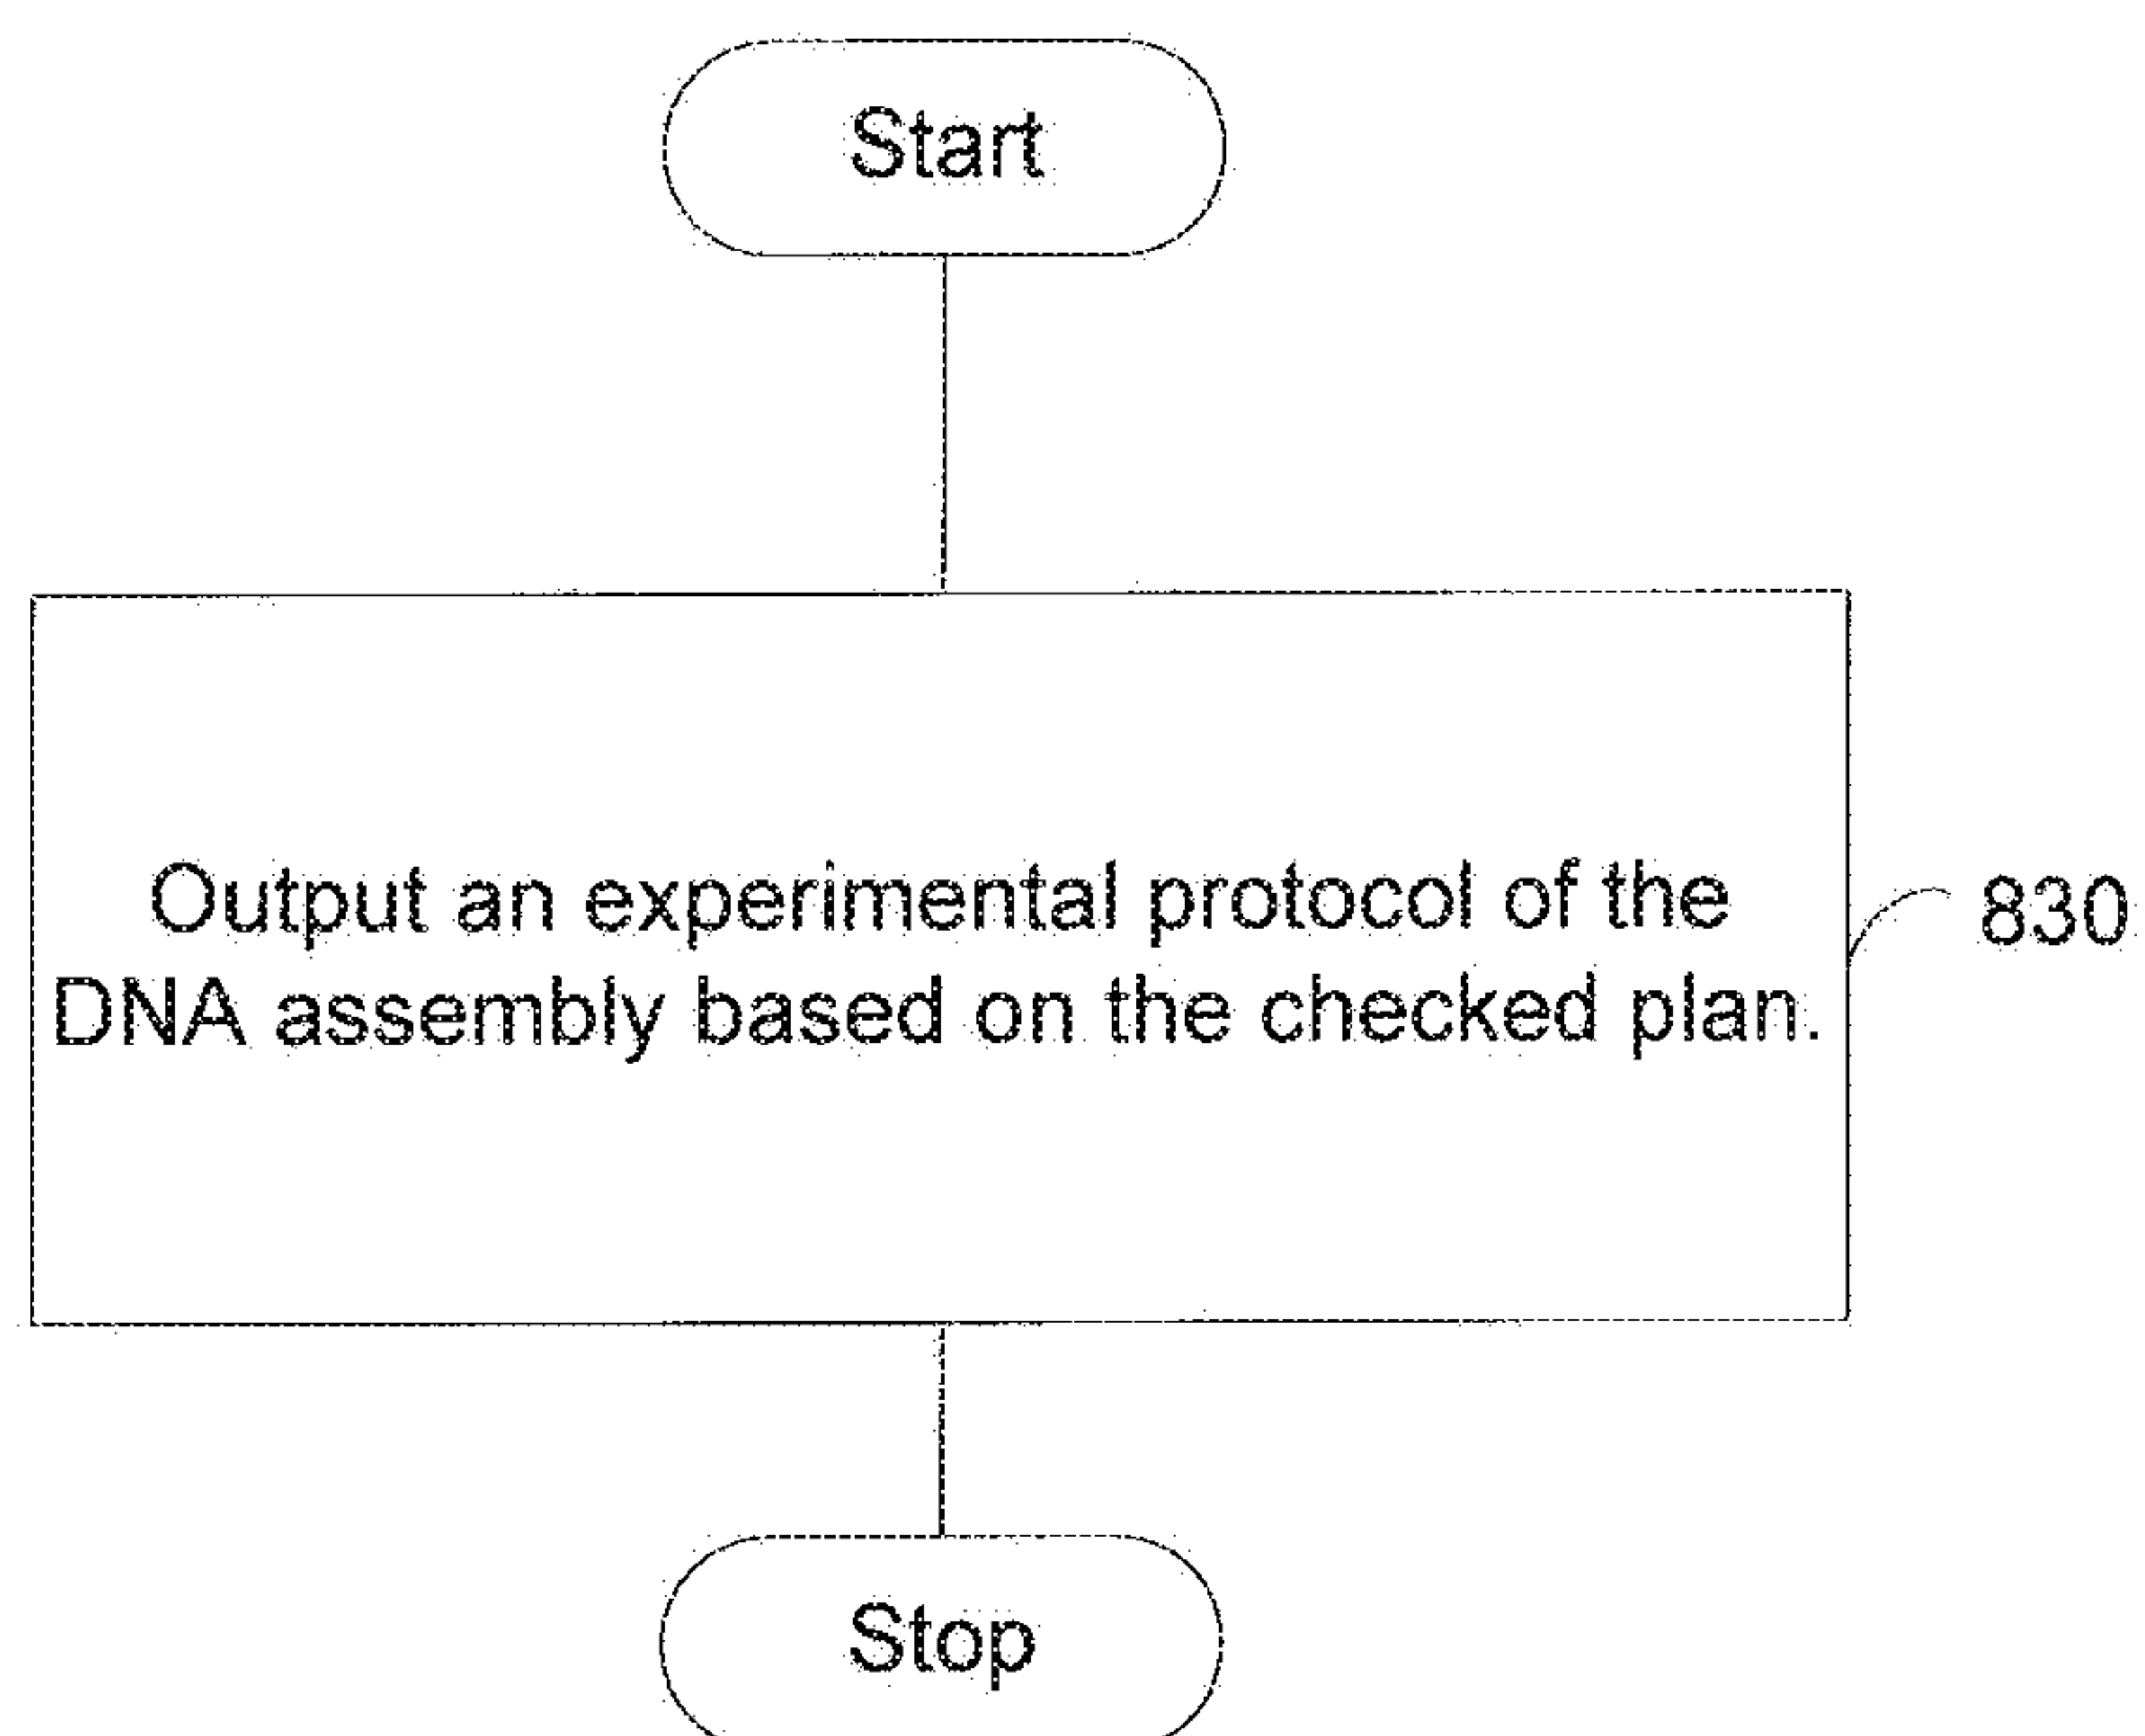 Start
Output an experimental protocol of the
DNA assembly based on the checked plan.
830
Stop